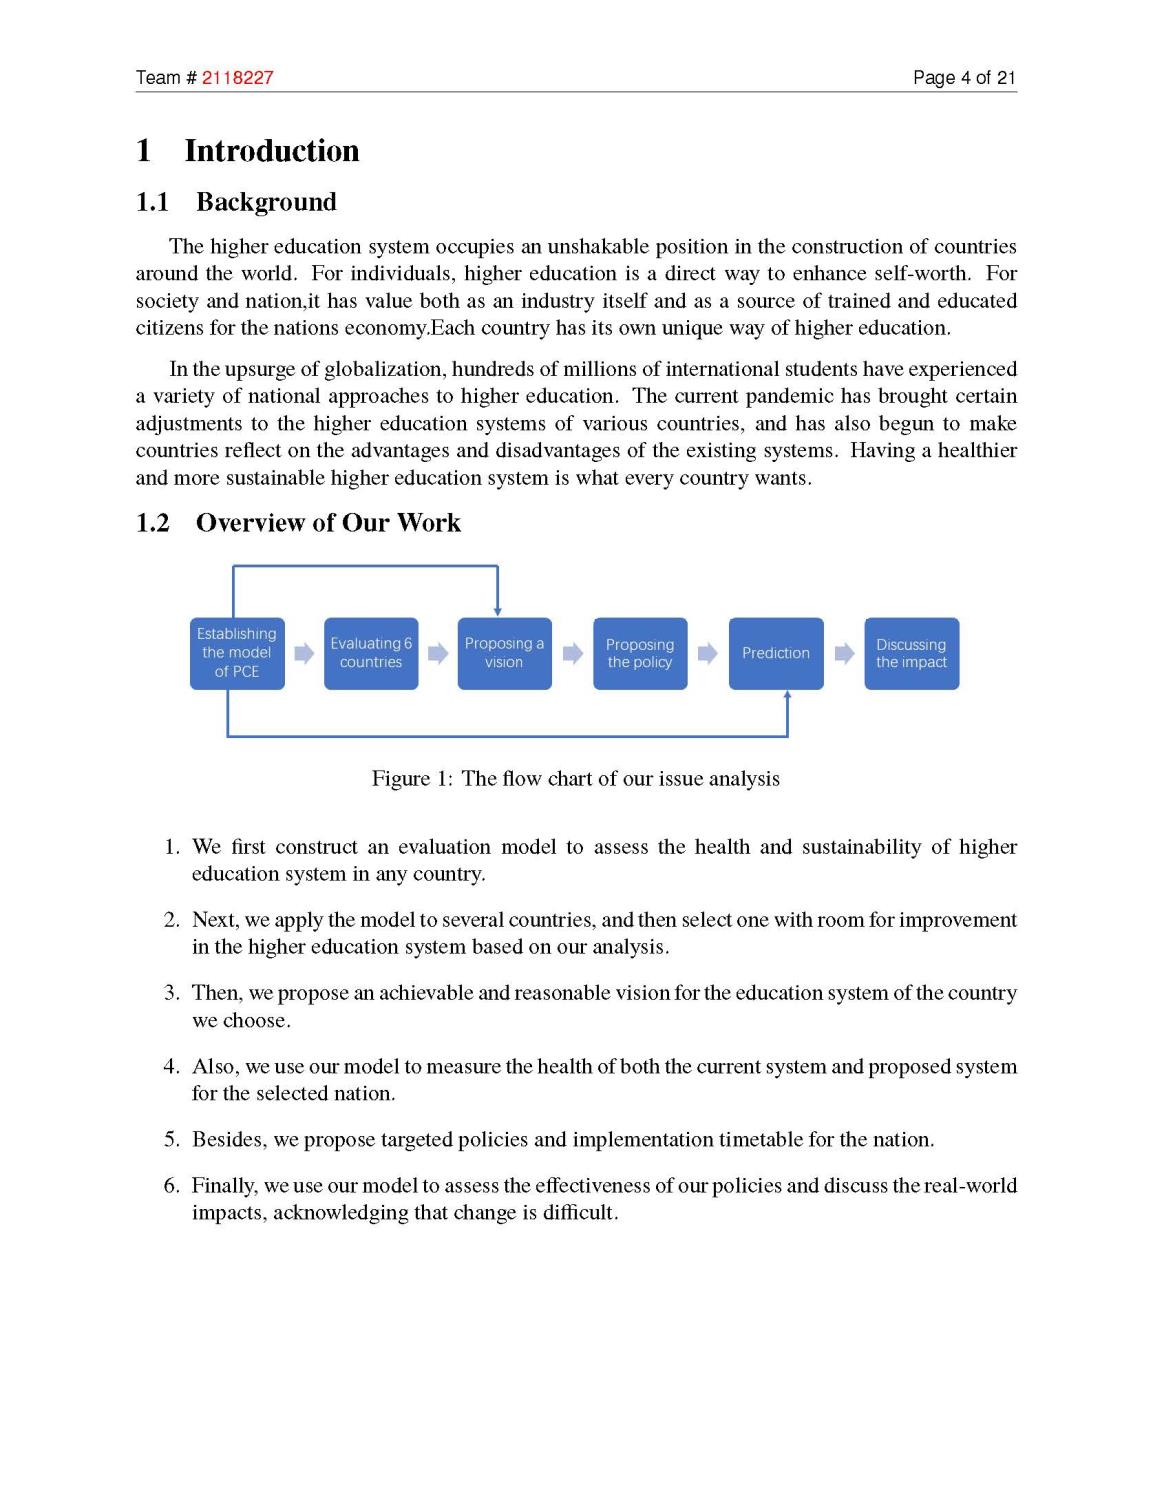 Team # 2118227
Page 4 of 21
1 Introduction
1.1 Background
The higher education system occupies an unshakable position in the construction of countries
around the world. For individuals, higher education is a direct way to enhance self-worth. For
society and nation,it has value both as an industry itself and as a source of trained and educated
citizens for the nations economy.Each country has its own unique way of higher education.
In the upsurge of globalization, hundreds of millions of international students have experienced
a variety of national approaches to higher education. The current pandemic has brought certain
adjustments to the higher education systems of various countries, and has also begun to make
countries reflect on the advantages and disadvantages of the existing systems. Having a healthier
and more sustainable higher education system is what every country wants.
1.2 Overview of Our Work
Establishing
the model
of PCE
Evaluating 6
countries
Proposing a
vision
Proposing
the policy
Prediction
Discussing
the impact
Figure 1: The flow chart of our issue analysis
1. We first construct an evaluation model to assess the health and sustainability of higher
education system in any country.
2. Next, we apply the model to several countries, and then select one with room for improvement
in the higher education system based on our analysis.
3. Then, we propose an achievable and reasonable vision for the education system of the country
we choose.
4. Also, we use our model to measure the health of both the current system and proposed system
for the selected nation.
5. Besides, we propose targeted policies and implementation timetable for the nation.
6. Finally, we use our model to assess the effectiveness of our policies and discuss the real-world
impacts, acknowledging that change is difficult.